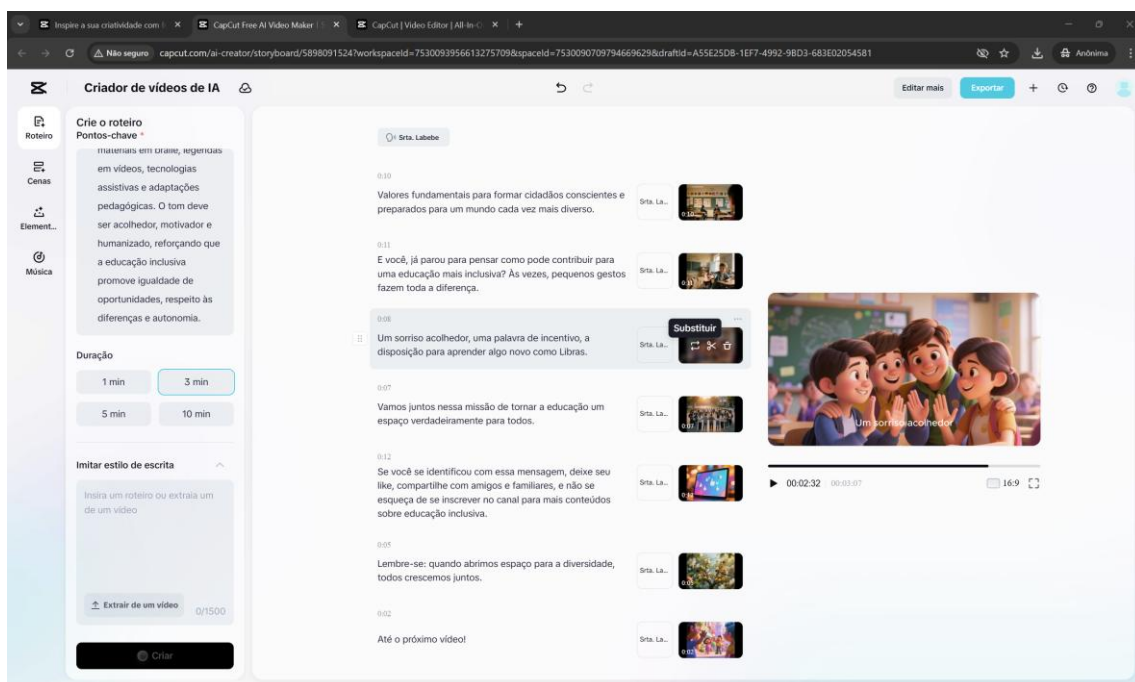 Inspire a sua criatividade com
CapCut Free AI Video Maker |
CapCut | Video Editor | All-In-
Não seguro
capcut.com/ai-creator/storyboard/5898091524?workspaceId=7530093956613275709&spaceId=7530090709794669629&draftId=A55E25DB-1EF7-4992-9BD3-683E02054581
Anônima
Criador de vídeos de IA
Editar mais
Exportar
Roteiro
Cenas
Element...
Música
Crie o roteiro
Pontos-chave *
materiais em braile, legendas
em vídeos, tecnologias
assistivas e adaptações
pedagógicas. O tom deve
ser acolhedor, motivador e
humanizado, reforçando que
a educação inclusiva
promove igualdade de
oportunidades, respeito às
diferenças e autonomia.
Duração
1 min
3 min
5 min
10 min
Imitar estilo de escrita
Insira um roteiro ou extraia um
de um vídeo
Extrair de um vídeo
0/1500
Criar
Srta. Labebe
0:10
Valores fundamentais para formar cidadãos conscientes e
preparados para um mundo cada vez mais diverso.
Srta. La...
0:10
0:11
E você, já parou para pensar como pode contribuir para
uma educação mais inclusiva? Às vezes, pequenos gestos
fazem toda a diferença.
Srta. La...
0:11
0:08
Um sorriso acolhedor, uma palavra de incentivo, a
disposição para aprender algo novo como Libras.
Srta. La...
Substituir
0:07
Vamos juntos nessa missão de tornar a educação um
espaço verdadeiramente para todos.
Srta. La...
0:07
0:12
Se você se identificou com essa mensagem, deixe seu
like, compartilhe com amigos e familiares, e não se
esqueça de se inscrever no canal para mais conteúdos
sobre educação inclusiva.
Srta. La...
0:12
0:05
Lembre-se: quando abrimos espaço para a diversidade,
todos crescemos juntos.
Srta. La...
0:05
0:02
Até o próximo vídeo!
Srta. La...
0:02
Um sorriso acolhedor
00:02:32
00:03:07
16:9